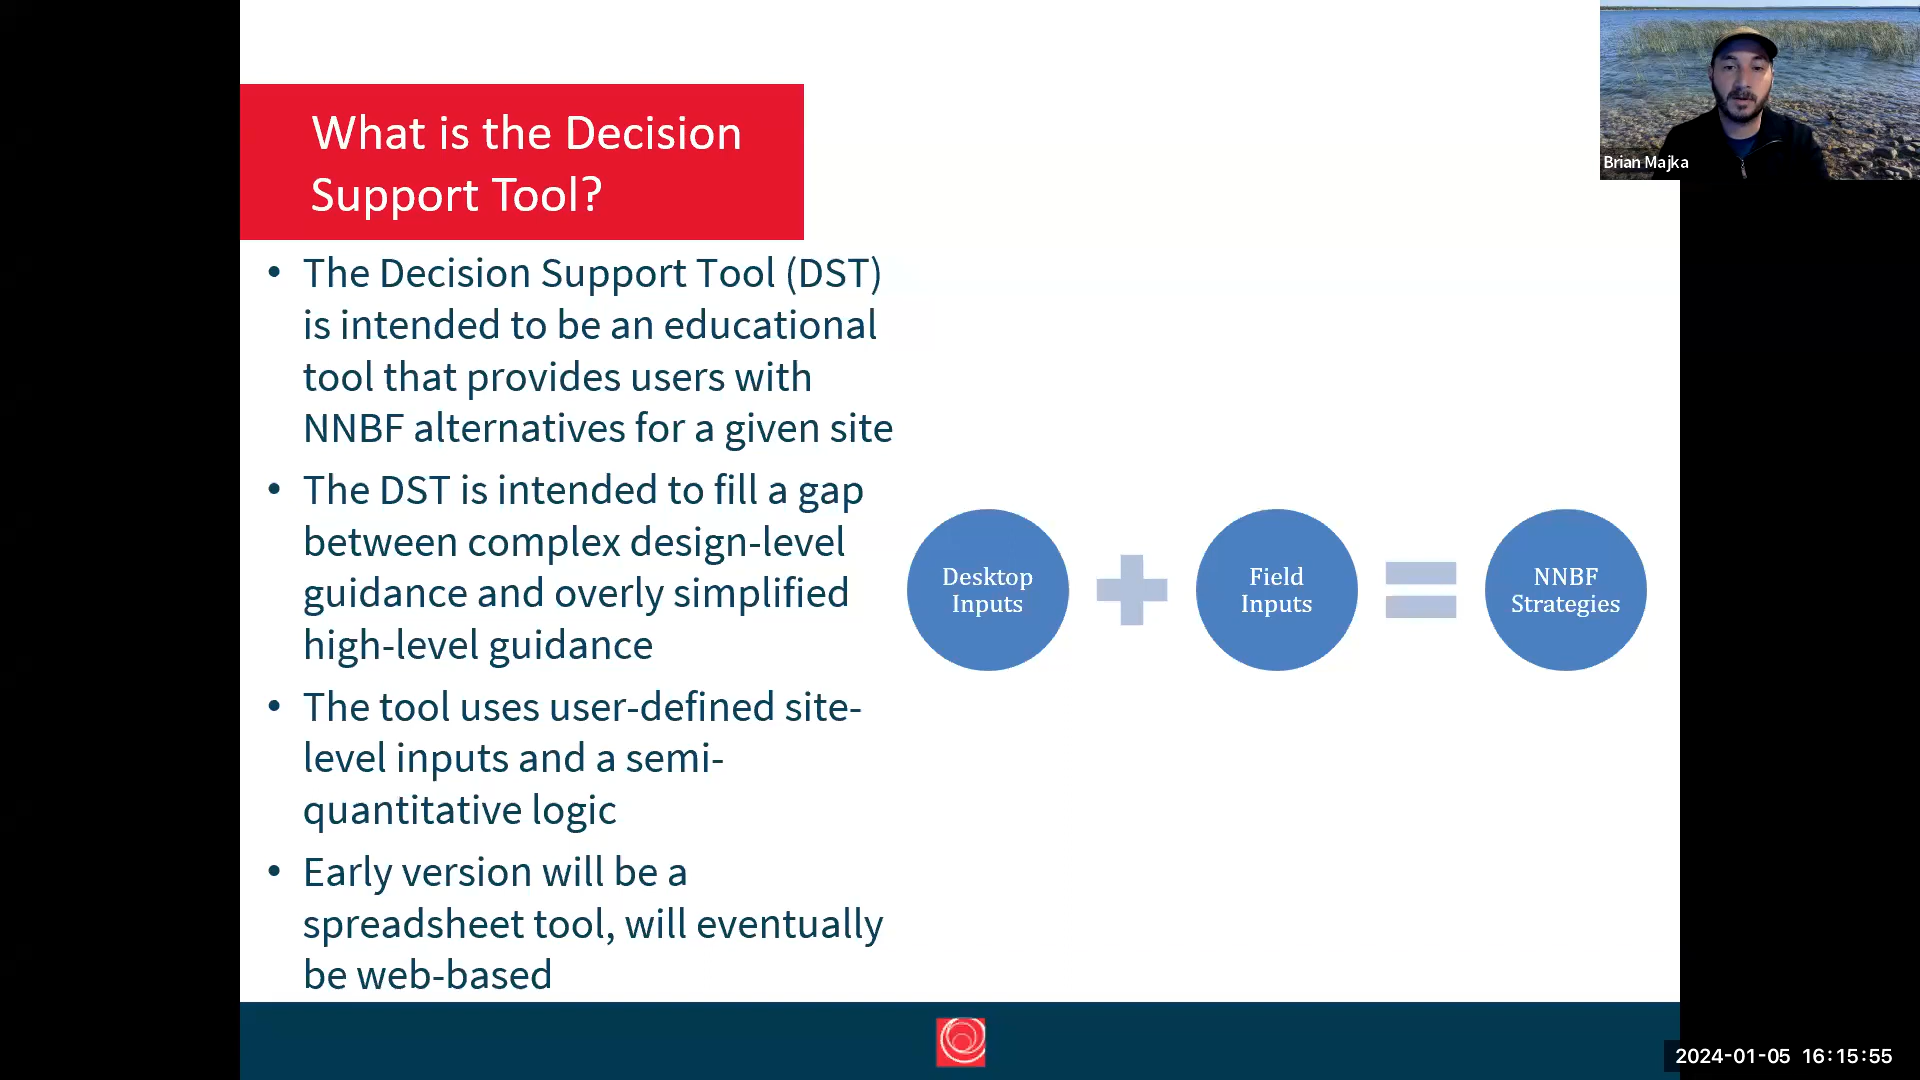 What is the Decision
Support Tool?
• The Decision Support Tool (DST)
is intended to be an educational
tool that provides users with
NNBF alternatives for a given site
• The DST is intended to fill a gap
between complex design-level
guidance and overly simplified
high-level guidance
• The tool uses user-defined site-
level inputs and a semi-
quantitative logic
• Early version will be a
spreadsheet tool, will eventually
be web-based
Desktop
Inputs
Field
Inputs
NNBF
Strategies
Brian Majka
2024-01-05 16:15:55